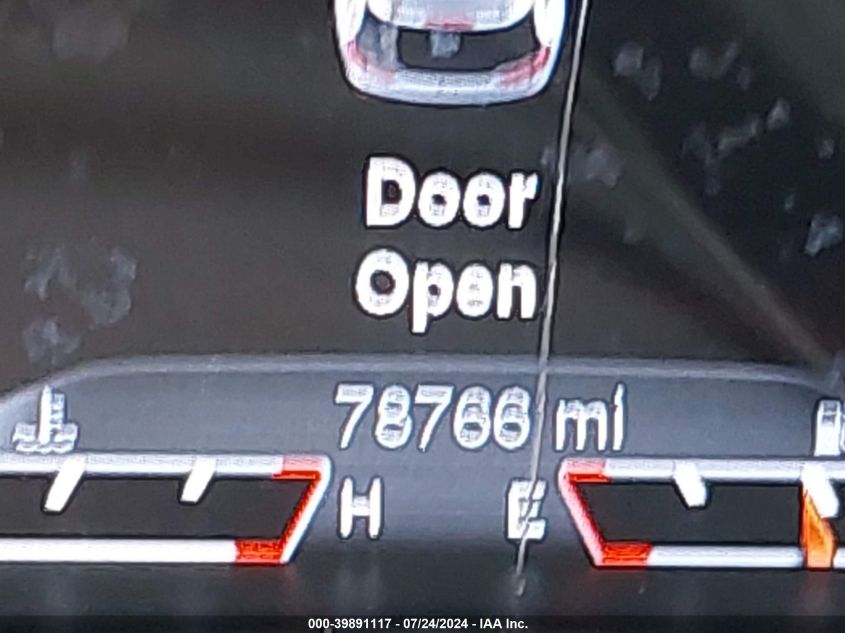 Door
Open
78766 mi
H E
000-39891117 - 07/24/2024 - IAA Inc.